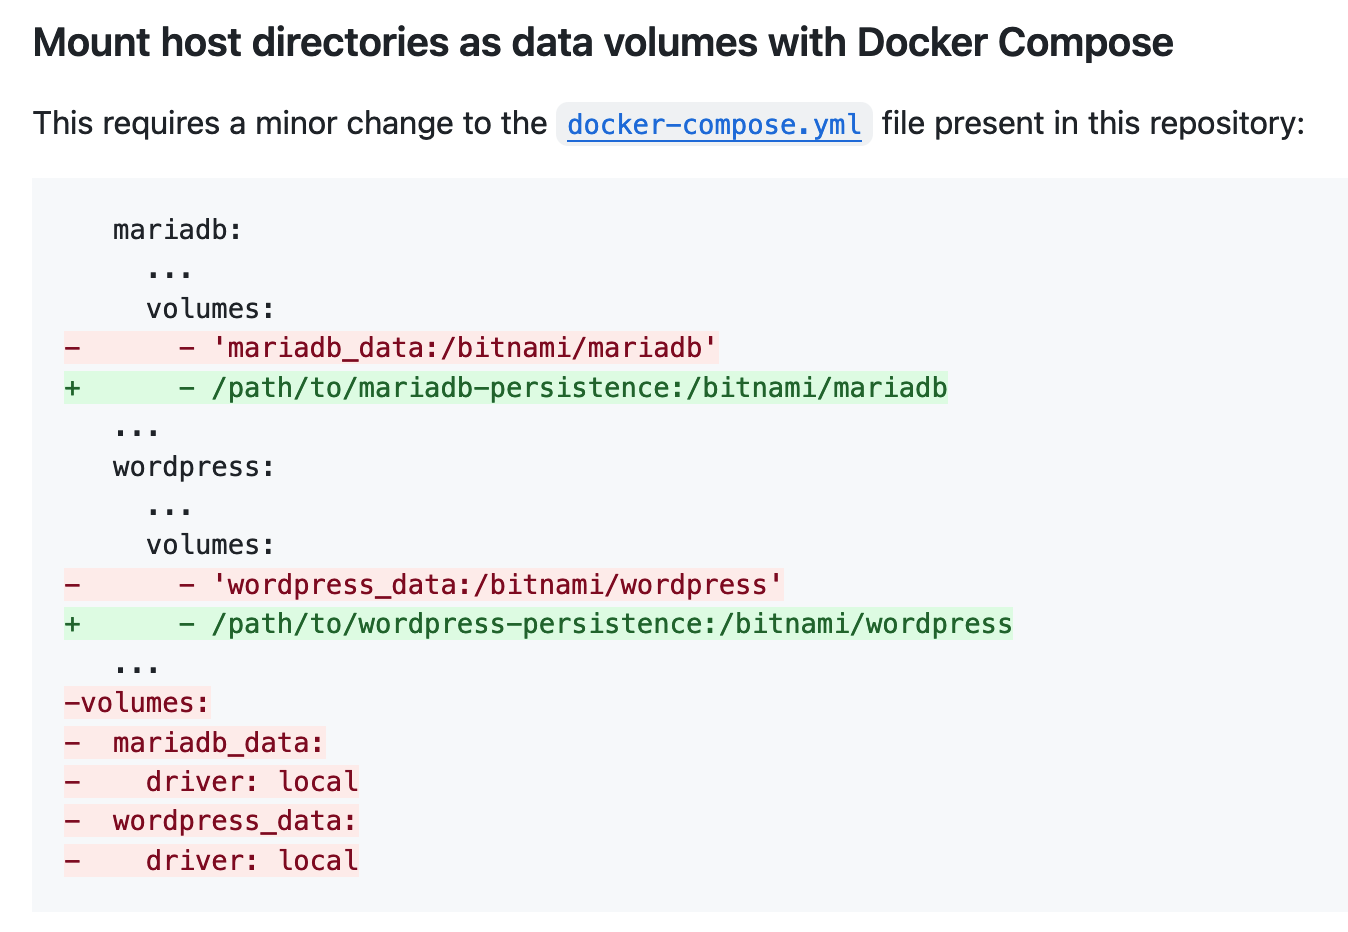 Mount host directories as data volumes with Docker Compose
This requires a minor change to the docker-compose.yml file present in this repository:
   mariadb:
     ...
     volumes:
-      - 'mariadb_data:/bitnami/mariadb'
+      - /path/to/mariadb-persistence:/bitnami/mariadb
   ...
   wordpress:
     ...
     volumes:
-      - 'wordpress_data:/bitnami/wordpress'
+      - /path/to/wordpress-persistence:/bitnami/wordpress
   ...
-volumes:
-  mariadb_data:
-    driver: local
-  wordpress_data:
-    driver: local